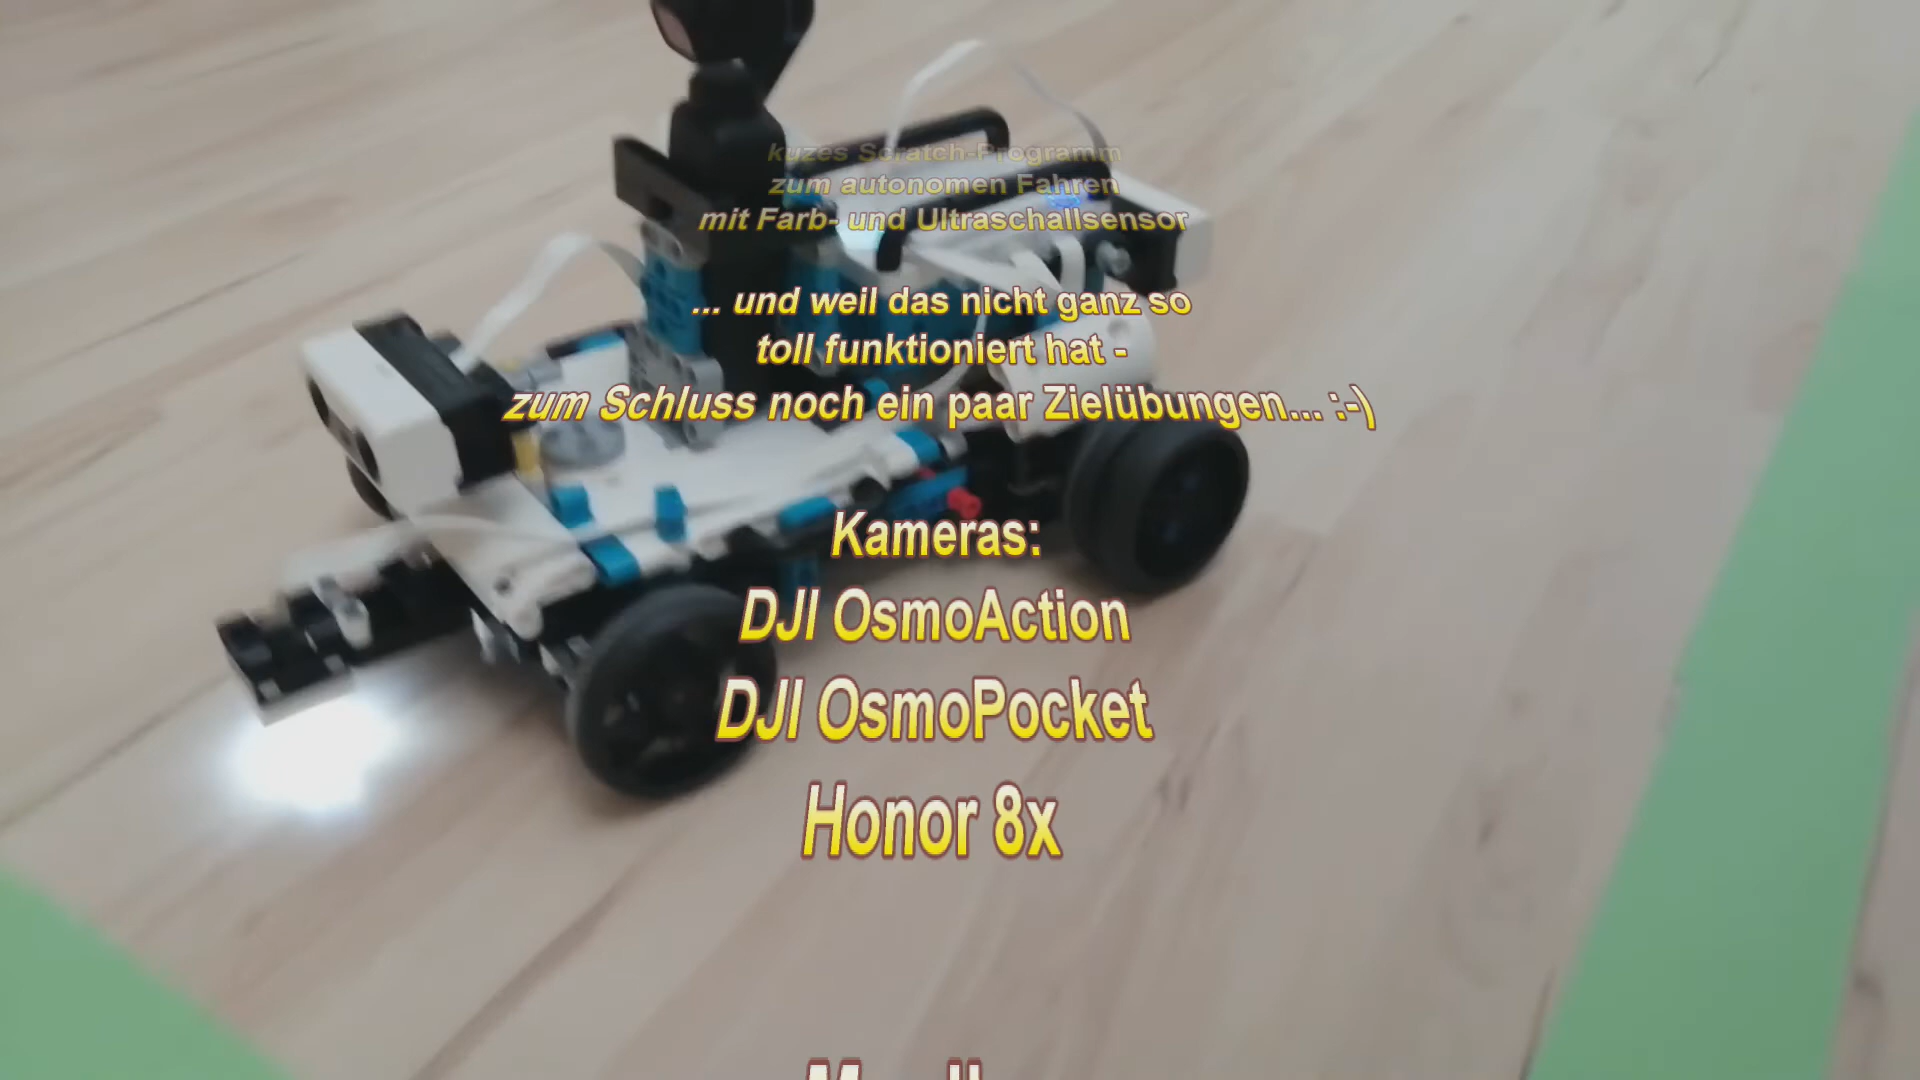 kuzes Scratch-Programm
zum autonomen Fahren
mit Farb- und Ultraschallsensor
... und weil das nicht ganz so
toll funktioniert hat -
zum Schluss noch ein paar Zielübungen... :-)
Kameras:
DJI OsmoAction
DJI OsmoPocket
Honor 8x